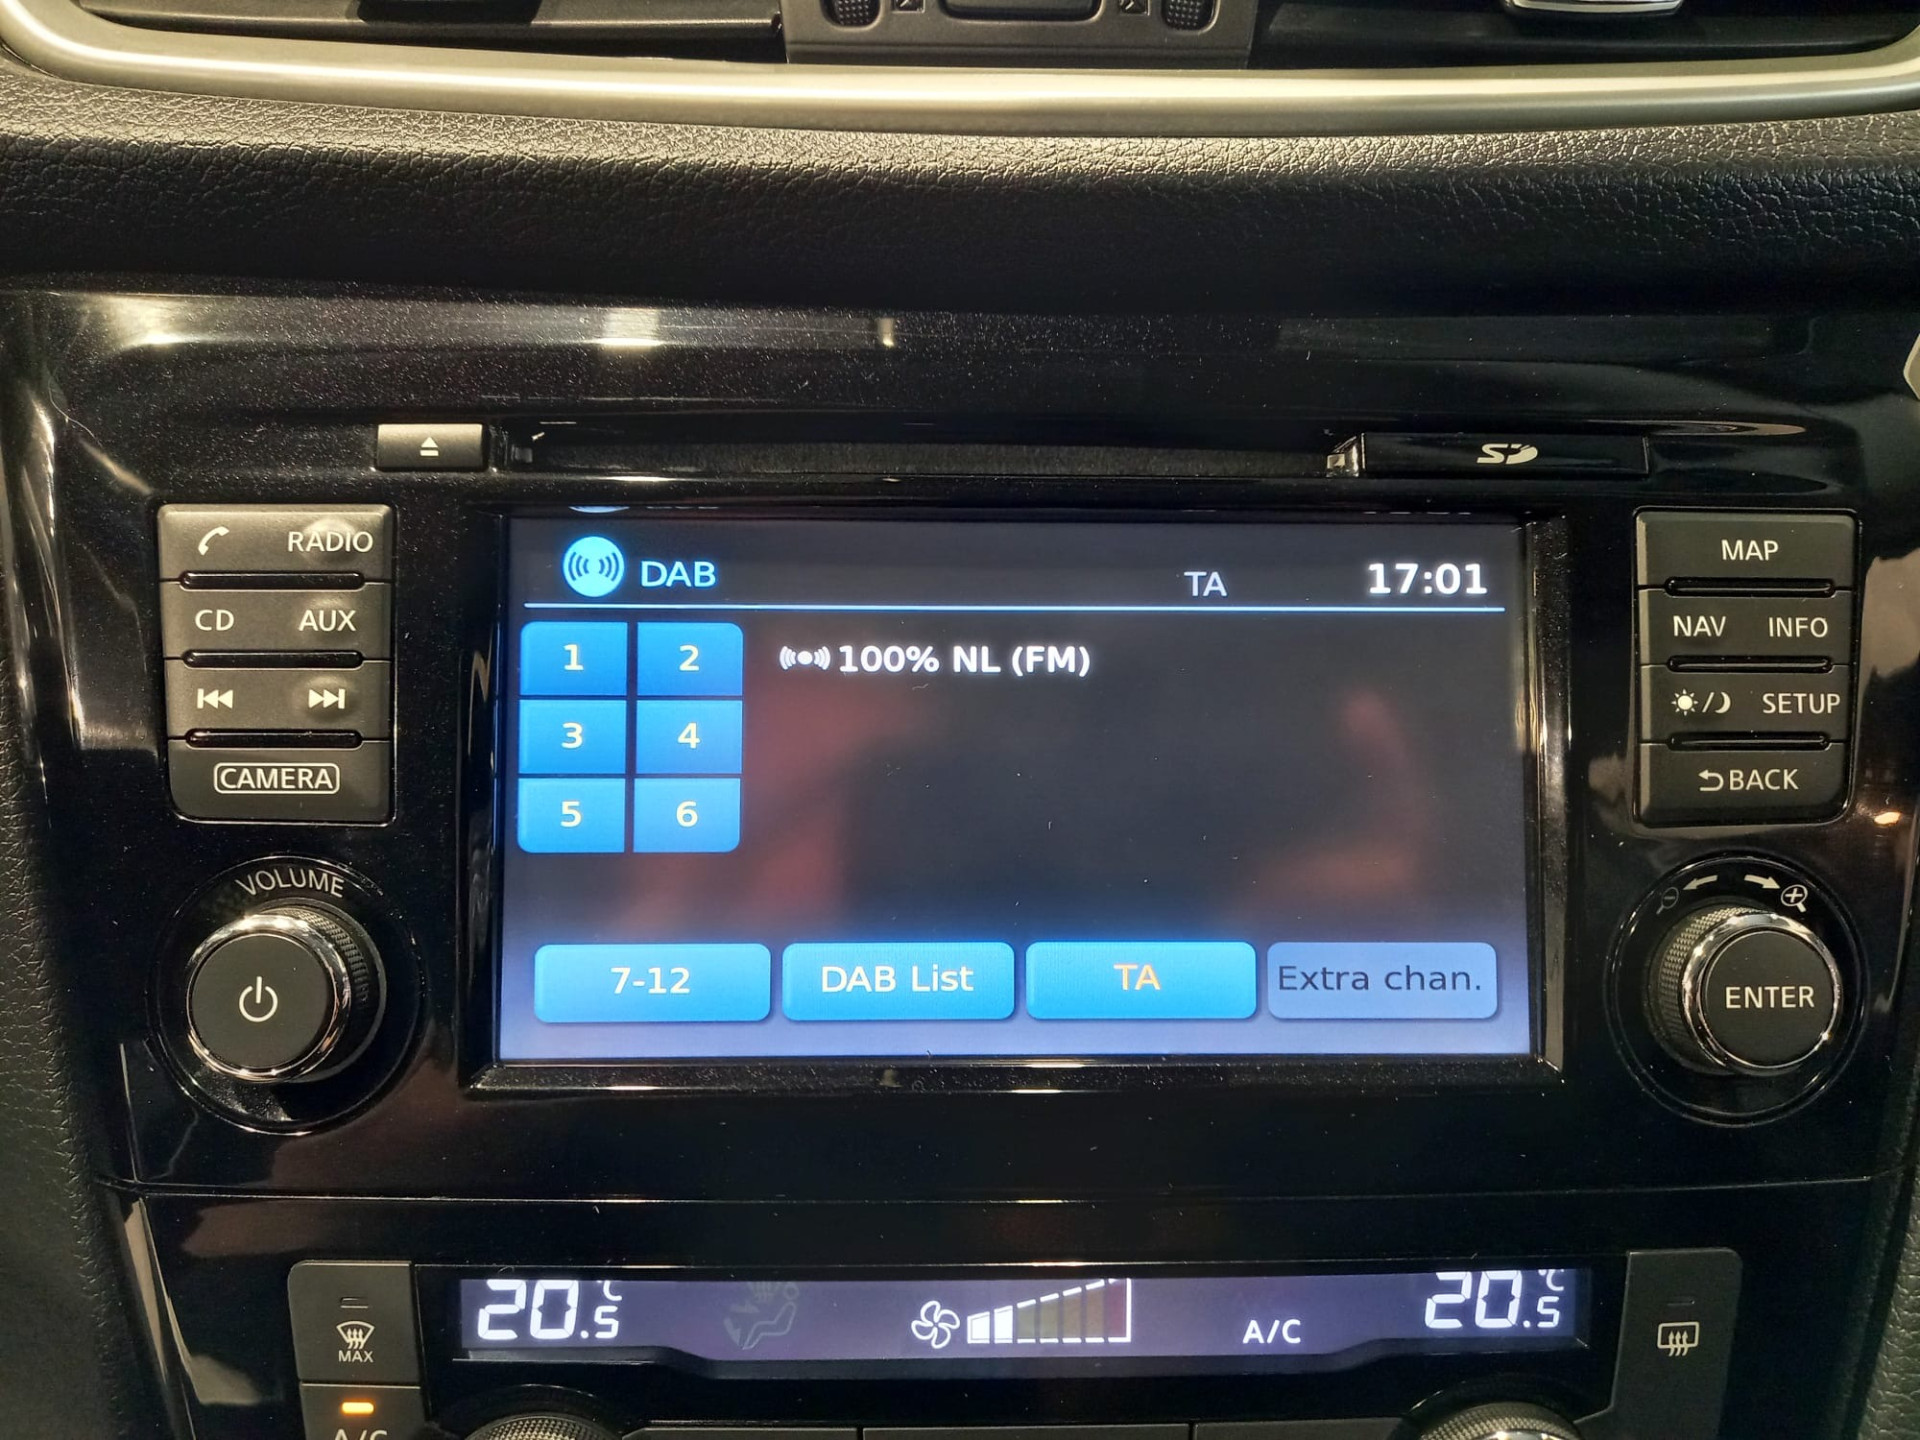 SD
RADIO
CD AUX
CAMERA
VOLUME
DAB TA 17:01
1 2 100% NL (FM)
3 4
5 6
7-12 DAB List TA Extra chan.
MAP
NAV INFO
SETUP
BACK
ENTER
20.5 °C A/C 20.5 °C
MAX
A/C